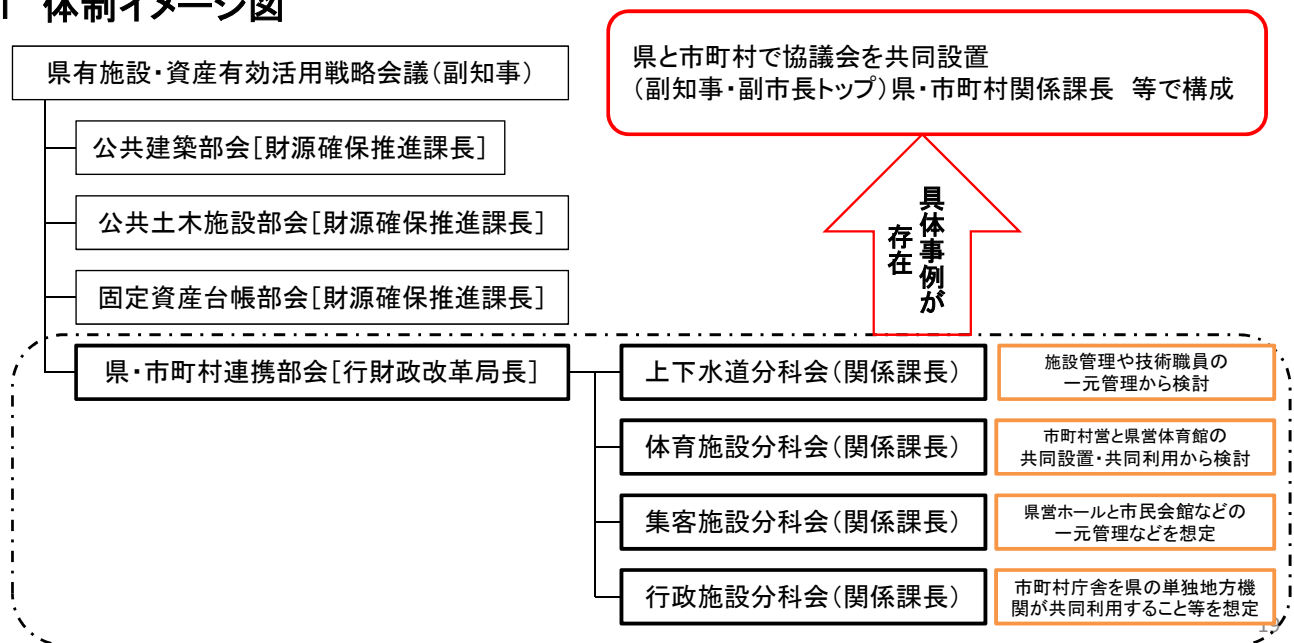 体制イメージ図
県有施設・資産有効活用戦略会議(副知事)
公共建築部会[財源確保推進課長]
公共土木施設部会[財源確保推進課長]
固定資産台帳部会[財源確保推進課長]
県・市町村連携部会[行財政改革局長]
県と市町村で協議会を共同設置
(副知事・副市長トップ)県・市町村関係課長 等で構成
具体事例が
存在
上下水道分科会(関係課長)
施設管理や技術職員の
一元管理から検討
体育施設分科会(関係課長)
市町村営と県営体育館の
共同設置・共同利用から検討
集客施設分科会(関係課長)
県営ホールと市民会館などの
一元管理などを想定
行政施設分科会(関係課長)
市町村庁舎を県の単独地方機
関が共同利用すること等を想定
19